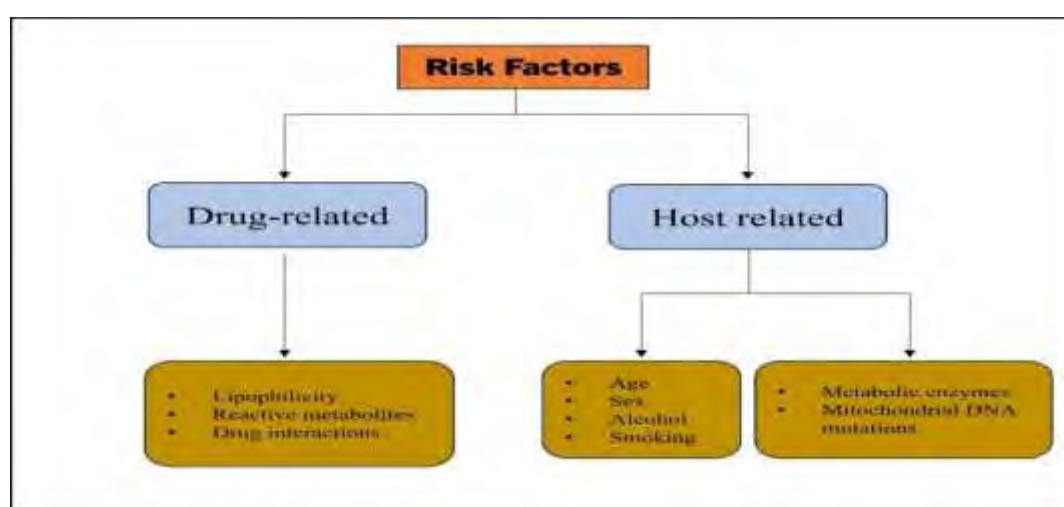 Risk Factors
Drug-related
Host related
• Lipophilicity
• Reactive metabolites
• Drug interactions
• Age
• Sex
• Alcohol
• Smoking
• Metabolic enzymes
• Mitochondrial DNA
mutations